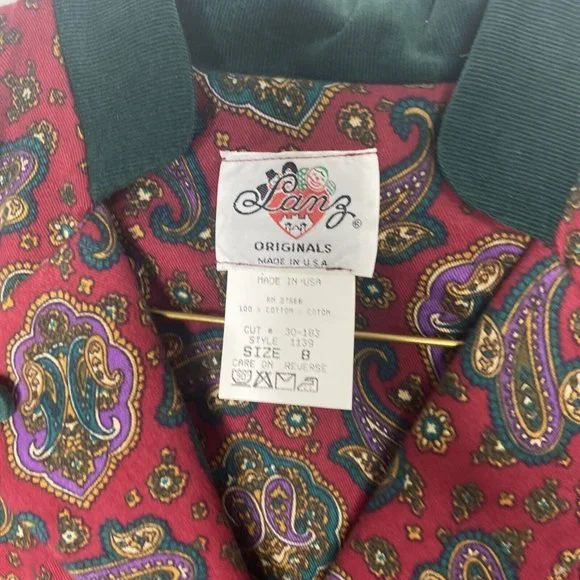 Lanz ®
ORIGINALS
MADE IN U.S.A
MADE IN USA
RN 37566
100 % COTTON - COTON
CUT # 30-183
STYLE 1139
SIZE 8
CARE ON REVERSE